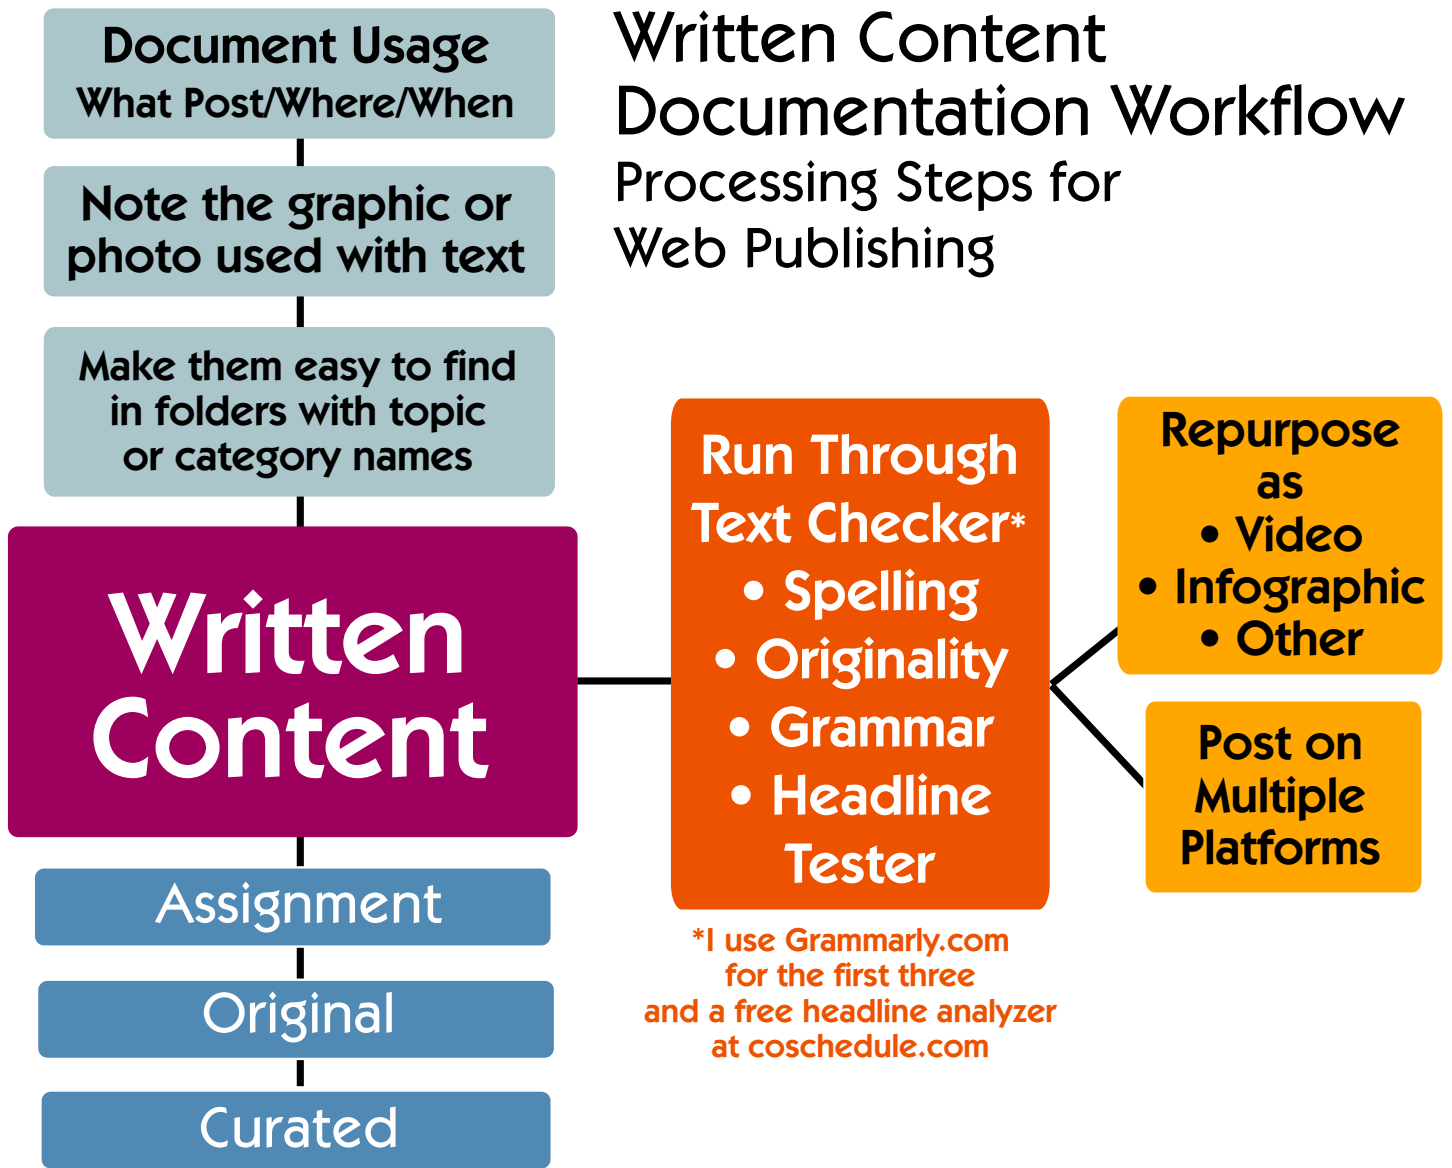 Written Content
Documentation Workflow
Processing Steps for
Web Publishing
Document Usage
What Post/Where/When
Note the graphic or
photo used with text
Make them easy to find
in folders with topic
or category names
Written
Content
Assignment
Original
Curated
Run Through
Text Checker*
• Spelling
• Originality
• Grammar
• Headline
Tester
*I use Grammarly.com
for the first three
and a free headline analyzer
at coschedule.com
Repurpose
as
• Video
• Infographic
• Other
Post on
Multiple
Platforms